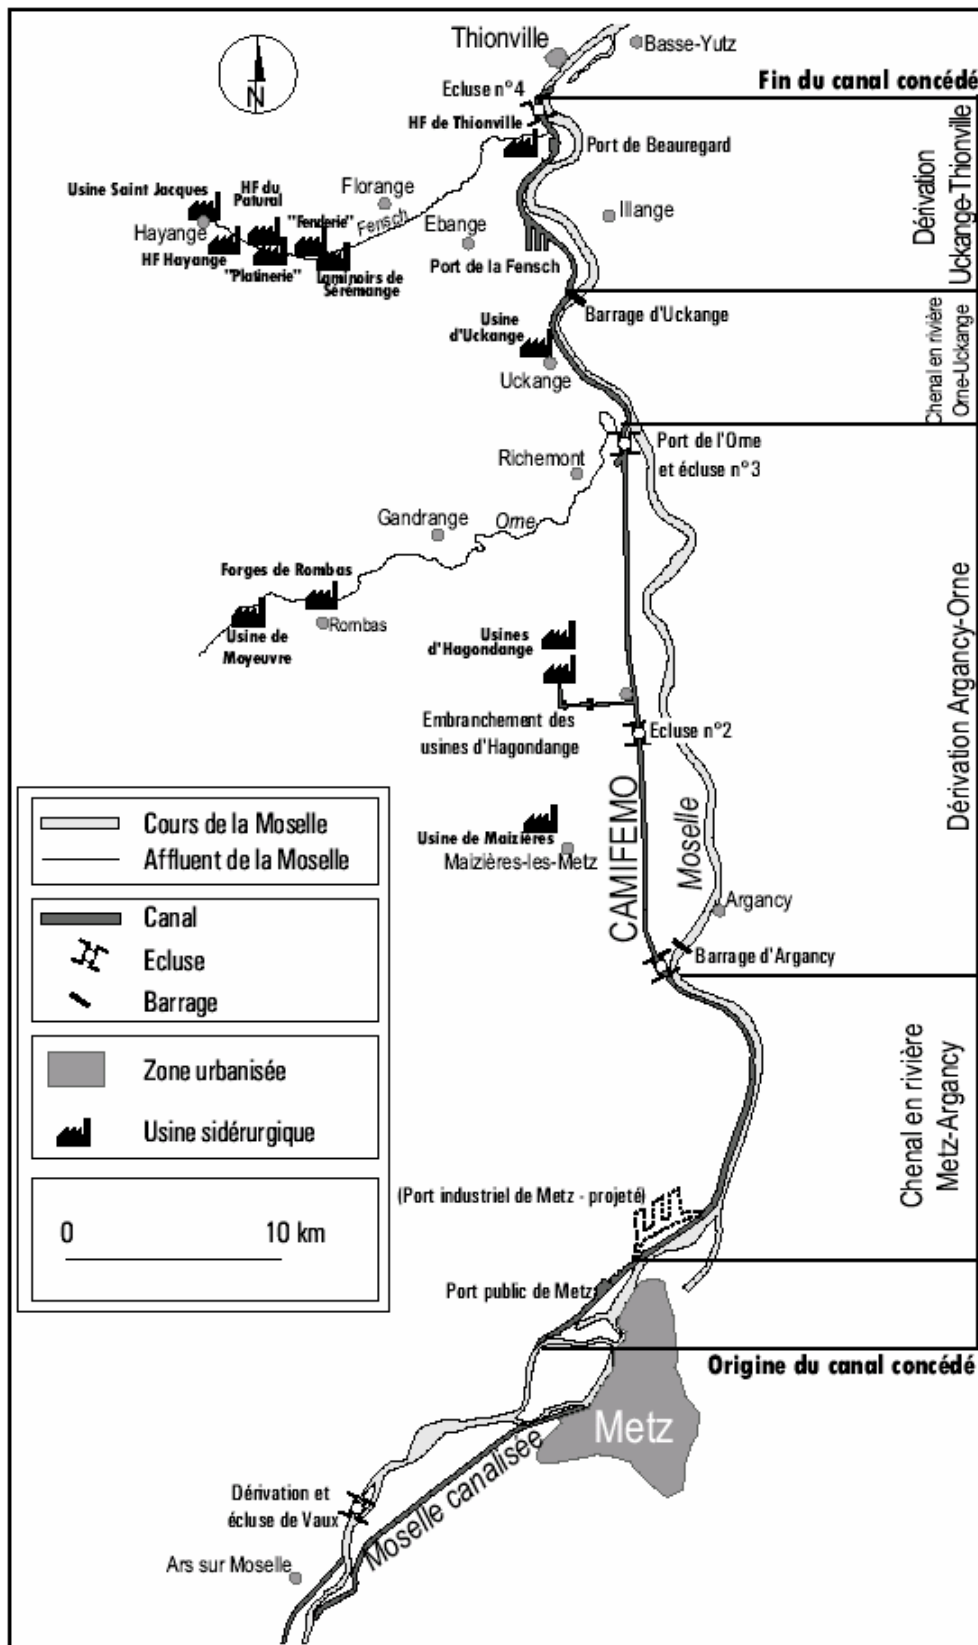 Thionville
Basse-Yutz
N
Ecluse n°4
Fin du canal concédé
HF de Thionville
Port de Beauregard
Usine Saint Jacques
HF du
Patural
Florange
"Fenderie"
Fensch
Illange
Hayange
Ebange
HF Hayange
"Platinerie"
Laminoirs de
Sérémange
Port de la Fensch
Dérivation
Uckange-Thionville
Usine
d'Uckange
Barrage d'Uckange
Uckange
Chenal en rivière
Orne-Uckange
Port de l'Orne
et écluse n°3
Richemont
Gandrange
Orne
Forges de Rombas
Rombas
Usine de
Moyeuvre
Usines
d'Hagondange
Embranchement des
usines d'Hagondange
Ecluse n°2
Dérivation Argancy-Orne
CAMIFEMO
Moselle
Usine de Maizières
Maizières-les-Metz
Argancy
Barrage d'Argancy
Cours de la Moselle
Affluent de la Moselle
Canal
Ecluse
Barrage
Zone urbanisée
Usine sidérurgique
0 10 km
Chenal en rivière
Metz-Argancy
(Port industriel de Metz - projeté)
Port public de Metz
Origine du canal concédé
Metz
Moselle canalisée
Dérivation et
écluse de Vaux
Ars sur Moselle